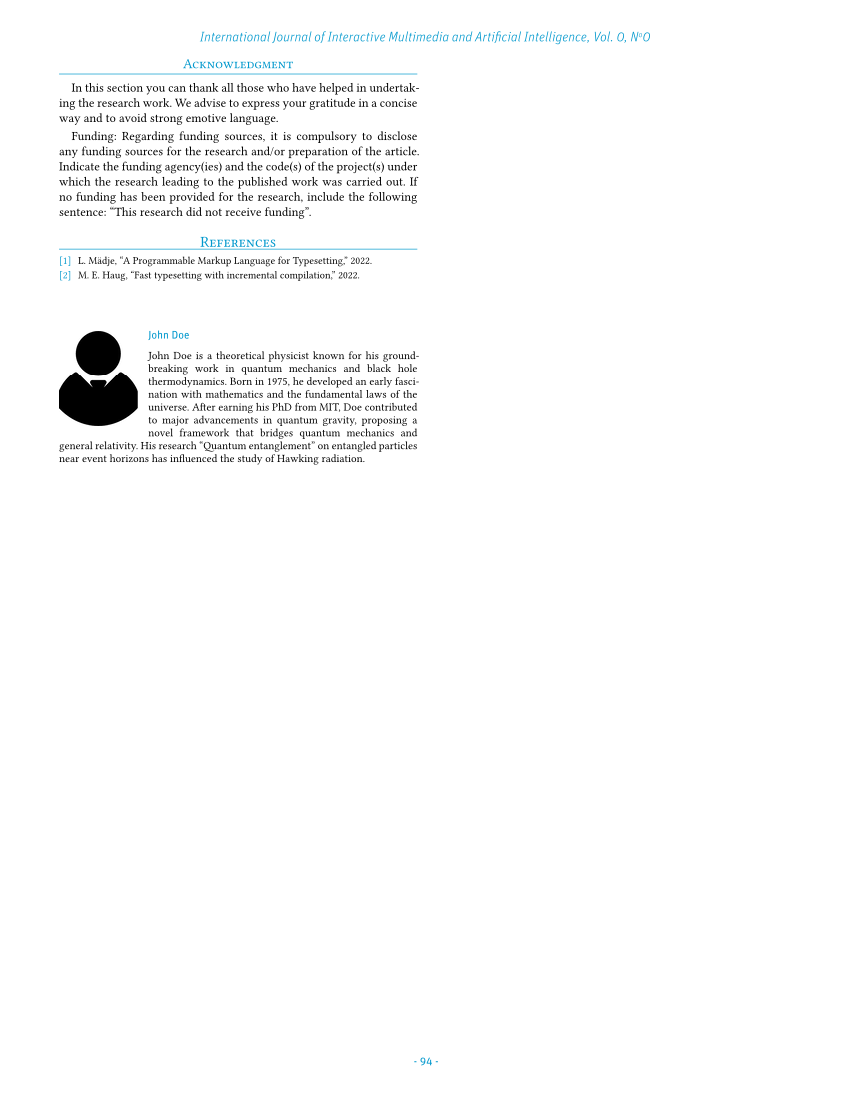 International Journal of Interactive Multimedia and Artificial Intelligence, Vol. 0, Nº0
Acknowledgment
In this section you can thank all those who have helped in undertak-
ing the research work. We advise to express your gratitude in a concise
way and to avoid strong emotive language.
Funding: Regarding funding sources, it is compulsory to disclose
any funding sources for the research and/or preparation of the article.
Indicate the funding agency(ies) and the code(s) of the project(s) under
which the research leading to the published work was carried out. If
no funding has been provided for the research, include the following
sentence: “This research did not receive funding”.
References
[1] L. Mädje, “A Programmable Markup Language for Typesetting,” 2022.
[2] M. E. Haug, “Fast typesetting with incremental compilation,” 2022.
John Doe
John Doe is a theoretical physicist known for his ground-
breaking work in quantum mechanics and black hole
thermodynamics. Born in 1975, he developed an early fasci-
nation with mathematics and the fundamental laws of the
universe. After earning his PhD from MIT, Doe contributed
to major advancements in quantum gravity, proposing a
novel framework that bridges quantum mechanics and
general relativity. His research “Quantum entanglement” on entangled particles
near event horizons has influenced the study of Hawking radiation.
- 94 -